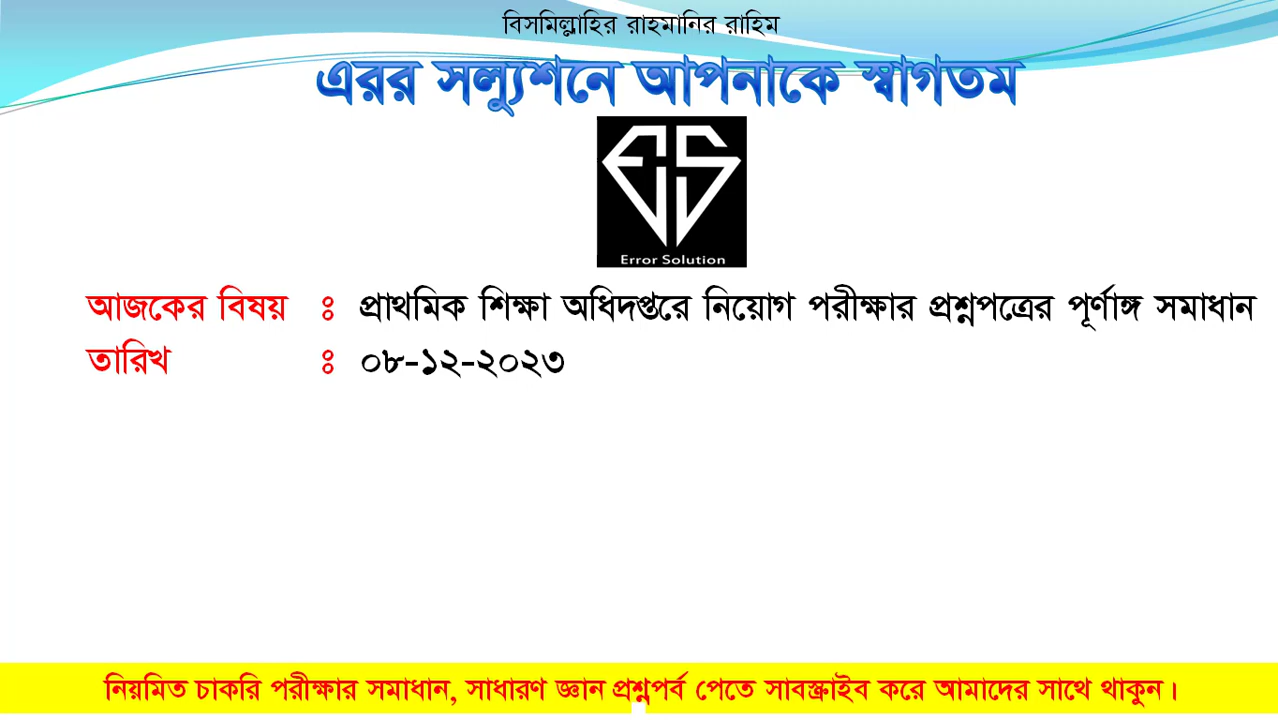 বিসমিল্লাহির রাহমানির রাহিম
এরর সল্যুশনে আপনাকে স্বাগতম
ES
Error Solution
আজকের বিষয় ঃ প্রাথমিক শিক্ষা অধিদপ্তরে নিয়োগ পরীক্ষার প্রশ্নপত্রের পূর্ণাঙ্গ সমাধান
তারিখ ঃ ০৮-১২-২০২৩
নিয়মিত চাকরি পরীক্ষার সমাধান, সাধারণ জ্ঞান প্রশ্নপর্ব পেতে সাবস্ক্রাইব করে আমাদের সাথে থাকুন।